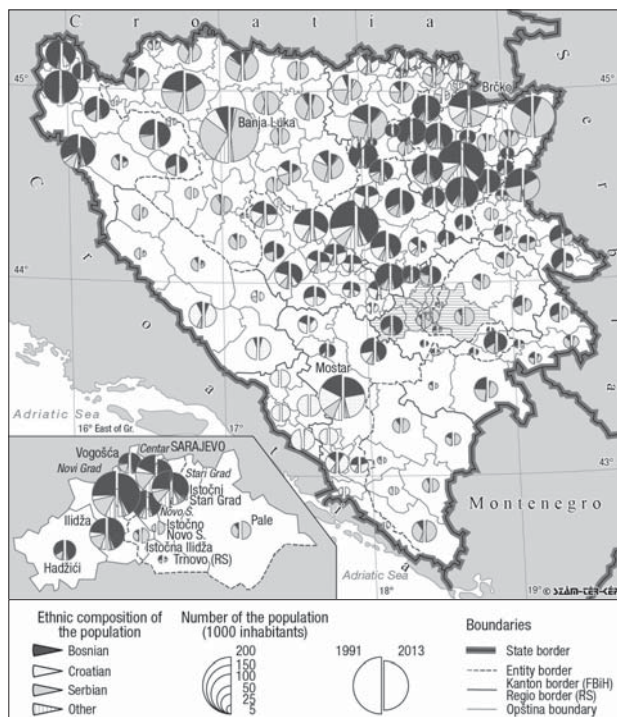 C r o a t i a
S e r b i a
C r o a t i a
45°
45°
44°
43°
Brčko
Banja Luka
Mostar
Adriatic Sea
16° East of Gr.
17°
18°
19°
Montenegro
Adriatic Sea
Vogošća
Centar
SARAJEVO
Novi Grad
Stari Grad
Istočni
Stari Grad
Novo S.
Ilidža
Istočno
Novo S.
Pale
Istočna Ilidža
Hadžići
Trnovo (RS)
Ethnic composition of
the population
Bosnian
Croatian
Serbian
Other
Number of the population
(1000 inhabitants)
200
150
100
50
25
5
1991
2013
Boundaries
State border
Entity border
Kanton border (FBiH)
Regio border (RS)
Opština boundary